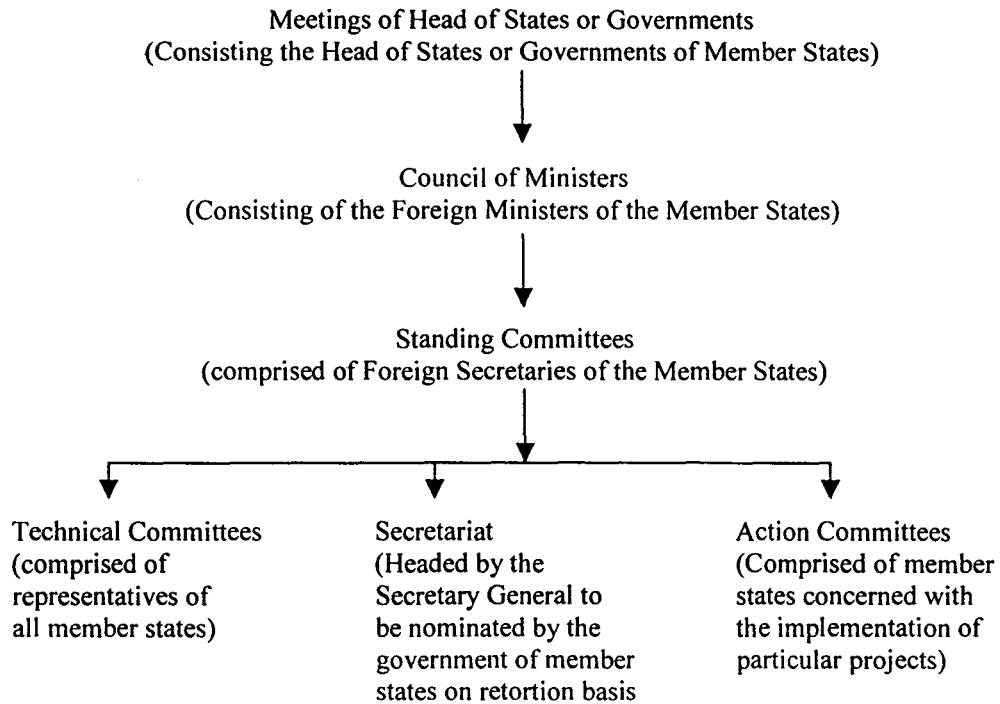 Meetings of Head of States or Governments
(Consisting the Head of States or Governments of Member States)
Council of Ministers
(Consisting of the Foreign Ministers of the Member States)
Standing Committees
(comprised of Foreign Secretaries of the Member States)
Technical Committees
(comprised of
representatives of
all member states)
Secretariat
(Headed by the
Secretary General to
be nominated by the
government of member
states on retortion basis
Action Committees
(Comprised of member
states concerned with
the implementation of
particular projects)